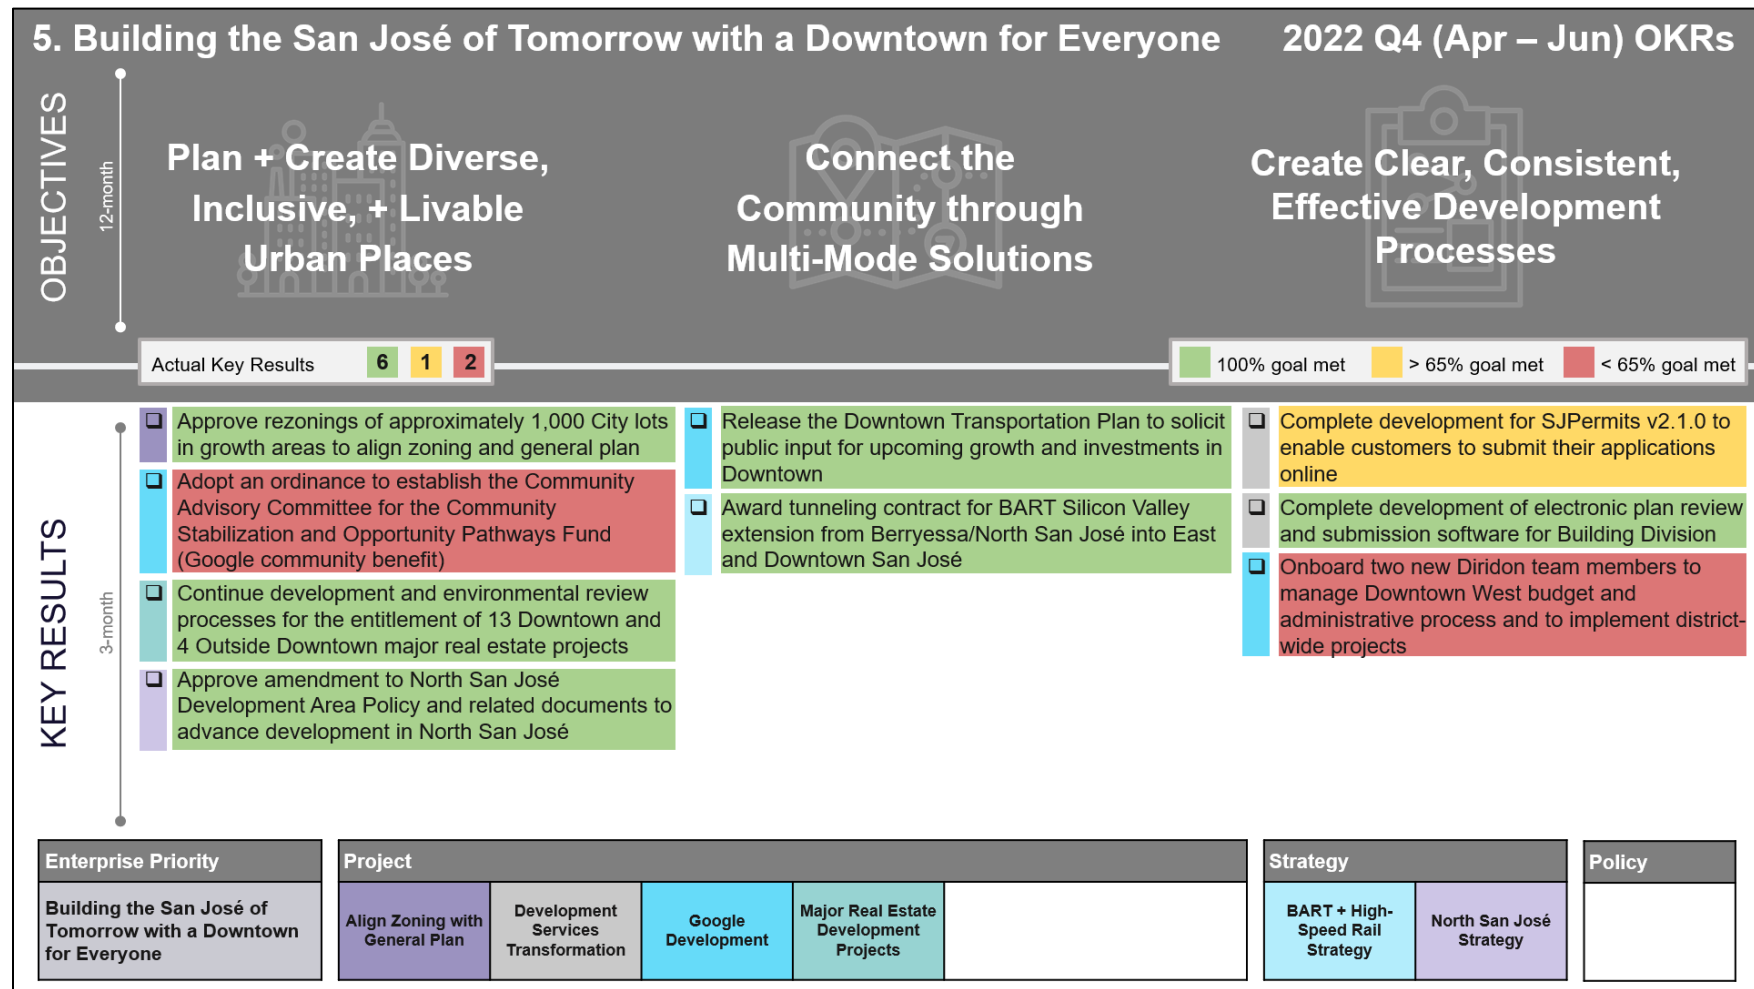 5. Building the San José of Tomorrow with a Downtown for Everyone
2022 Q4 (Apr – Jun) OKRs
OBJECTIVES
12-month
Plan + Create Diverse,
Inclusive, + Livable
Urban Places
Connect the
Community through
Multi-Mode Solutions
Create Clear, Consistent,
Effective Development
Processes
Actual Key Results 6 1 2
100% goal met > 65% goal met < 65% goal met
KEY RESULTS
3-month
Approve rezonings of approximately 1,000 City lots
in growth areas to align zoning and general plan
Adopt an ordinance to establish the Community
Advisory Committee for the Community
Stabilization and Opportunity Pathways Fund
(Google community benefit)
Continue development and environmental review
processes for the entitlement of 13 Downtown and
4 Outside Downtown major real estate projects
Approve amendment to North San José
Development Area Policy and related documents to
advance development in North San José
Release the Downtown Transportation Plan to solicit
public input for upcoming growth and investments in
Downtown
Award tunneling contract for BART Silicon Valley
extension from Berryessa/North San José into East
and Downtown San José
Complete development for SJPermits v2.1.0 to
enable customers to submit their applications
online
Complete development of electronic plan review
and submission software for Building Division
Onboard two new Diridon team members to
manage Downtown West budget and
administrative process and to implement district-
wide projects
Enterprise Priority
Building the San José of
Tomorrow with a Downtown
for Everyone
Project
Align Zoning with
General Plan
Development
Services
Transformation
Google
Development
Major Real Estate
Development
Projects
Strategy
BART + High-
Speed Rail
Strategy
North San José
Strategy
Policy